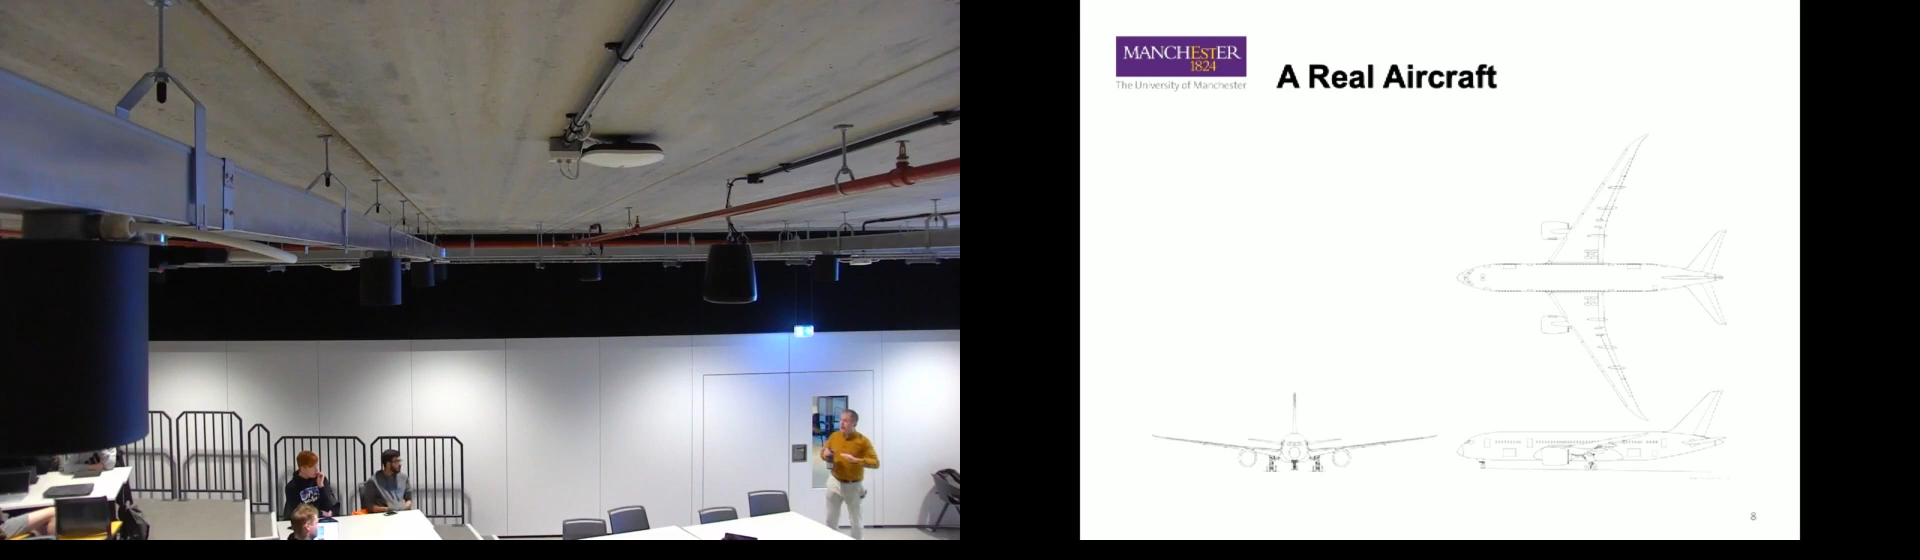 MANCHESTER
1824
The University of Manchester
A Real Aircraft
8